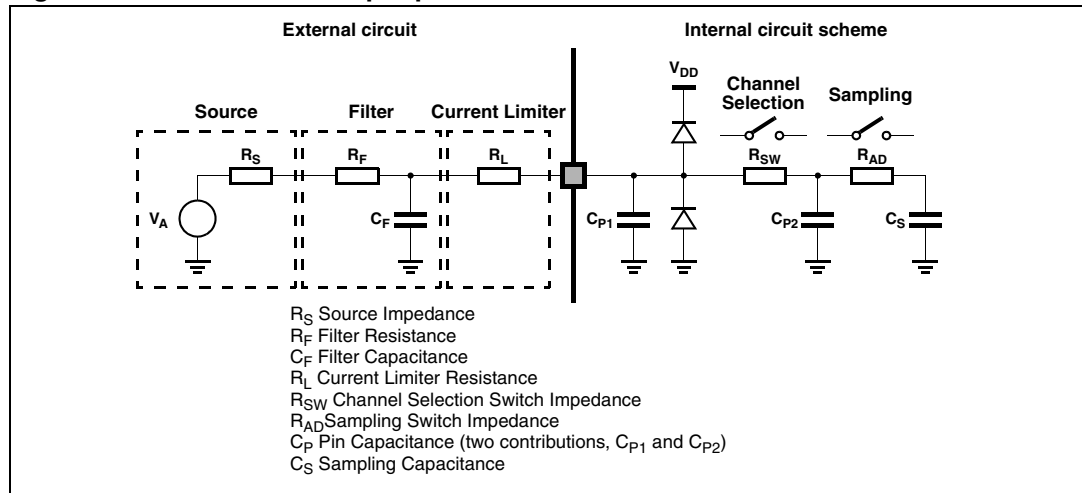 External circuit
Internal circuit scheme
V_DD
Channel
Selection
Sampling
Source
Filter
Current Limiter
R_S
R_F
R_L
R_SW
R_AD
V_A
C_F
C_P1
C_P2
C_S
R_S Source Impedance
R_F Filter Resistance
C_F Filter Capacitance
R_L Current Limiter Resistance
R_SW Channel Selection Switch Impedance
R_ADSampling Switch Impedance
C_P Pin Capacitance (two contributions, C_P1 and C_P2)
C_S Sampling Capacitance